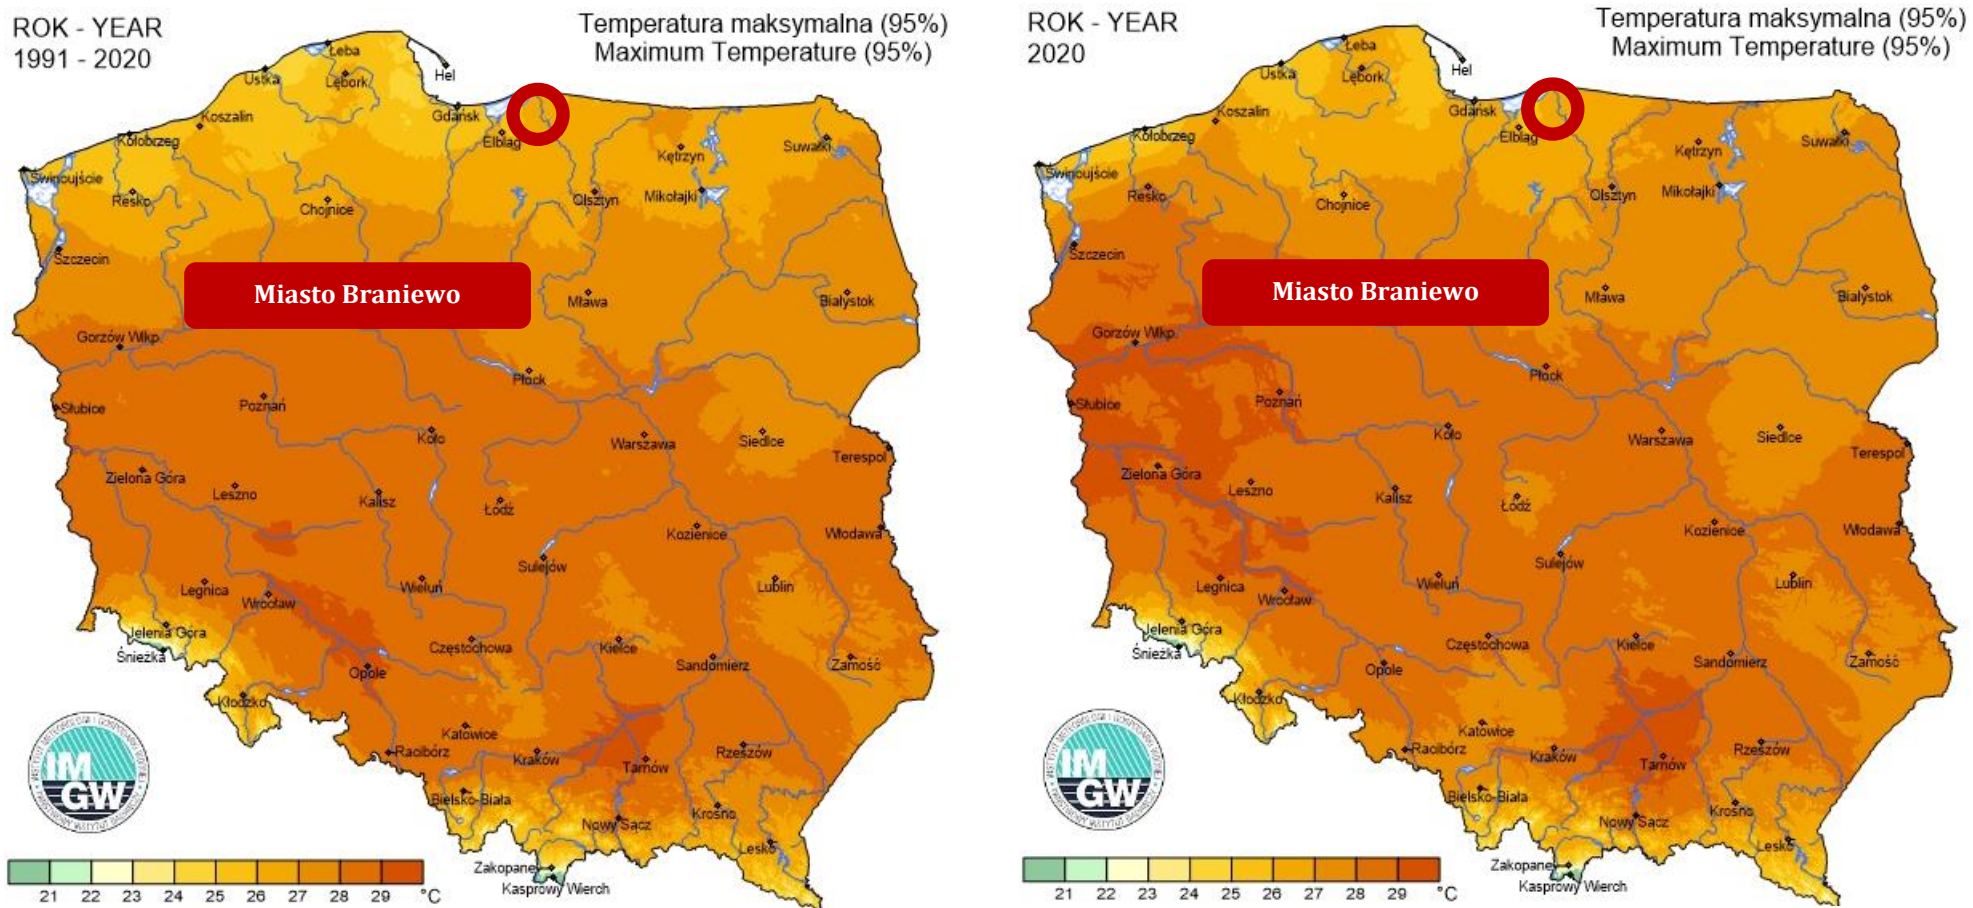 ROK - YEAR
1991 - 2020
Temperatura maksymalna (95%)
Maximum Temperature (95%)
Łeba
Ustka
Lębork
Hel
Koszalin
Gdańsk
Kołobrzeg
Elbląg
Suwałki
Kętrzyn
Świnoujście
Resko
Chojnice
Olsztyn
Mikołajki
Szczecin
Miasto Braniewo
Mława
Białystok
Gorzów Wlkp.
Płock
Słubice
Poznań
Koło
Warszawa
Siedlce
Terespol
Zielona Góra
Leszno
Kalisz
Łódź
Kozienice
Włodawa
Sulejów
Legnica
Wrocław
Wieluń
Lublin
Jelenia Góra
Śnieżka
Częstochowa
Kielce
Sandomierz
Zamość
Opole
Kłodzko
Katowice
Racibórz
Kraków
Tarnów
Rzeszów
Bielsko-Biała
Nowy Sącz
Krosno
Lesko
Zakopane
Kasprowy Wierch
IM
GW
21 22 23 24 25 26 27 28 29 °C
ROK - YEAR
2020
Temperatura maksymalna (95%)
Maximum Temperature (95%)
Łeba
Ustka
Lębork
Hel
Koszalin
Gdańsk
Kołobrzeg
Elbląg
Suwałki
Kętrzyn
Świnoujście
Resko
Chojnice
Olsztyn
Mikołajki
Szczecin
Miasto Braniewo
Mława
Białystok
Gorzów Wlkp.
Płock
Słubice
Poznań
Koło
Warszawa
Siedlce
Terespol
Zielona Góra
Leszno
Kalisz
Łódź
Kozienice
Włodawa
Sulejów
Legnica
Wrocław
Wieluń
Lublin
Jelenia Góra
Śnieżka
Częstochowa
Kielce
Sandomierz
Zamość
Opole
Kłodzko
Katowice
Racibórz
Kraków
Tarnów
Rzeszów
Bielsko-Biała
Nowy Sącz
Krosno
Lesko
Zakopane
Kasprowy Wierch
IM
GW
21 22 23 24 25 26 27 28 29 °C